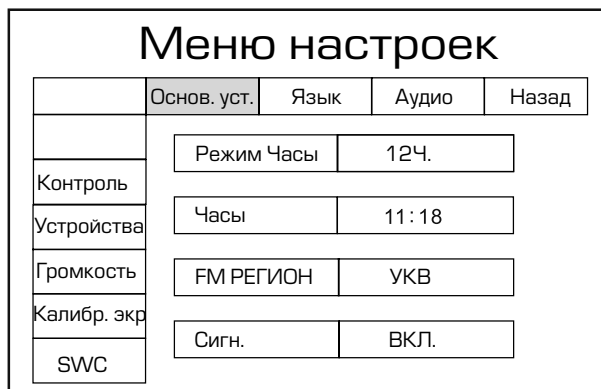 Меню настроек
Основ. уст. Язык Аудио Назад
Режим Часы 12Ч.
Контроль
Часы 11:18
Устройства
Громкость
FM РЕГИОН УКВ
Калибр. экр
Сигн. ВКЛ.
SWC